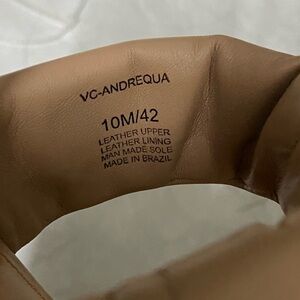 VC-ANDREQUA
10M/42
LEATHER UPPER
LEATHER LINING
MAN MADE SOLE
MADE IN BRAZIL